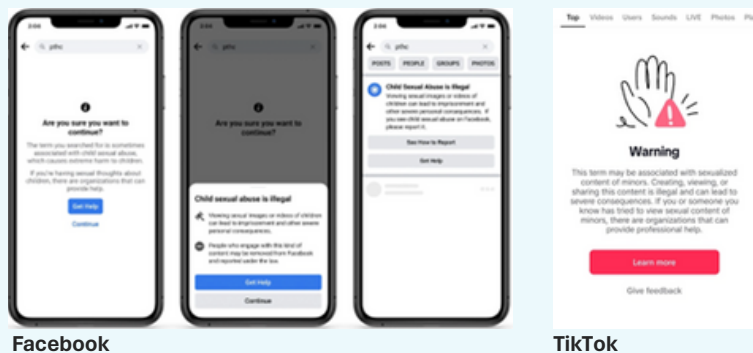 2:04
pthc
Are you sure you want to
continue?
The term you searched for is sometimes
associated with child sexual abuse,
which causes extreme harm to children.
If you're having sexual thoughts about
children, there are organizations that can
provide help.
Get Help
Continue
2:04
pthc
Are you sure you want to
continue?
Child sexual abuse is illegal
Viewing sexual images or videos of children
can lead to imprisonment and other severe
personal consequences.
People who engage with this kind of
content may be removed from Facebook
and reported under the law.
Get Help
Continue
2:04
pthc
POSTS PEOPLE GROUPS PHOTOS
Child Sexual Abuse Is Illegal
Viewing sexual images or videos of
children can lead to imprisonment and
other severe personal consequences. If
you see child sexual abuse on Facebook,
please report it.
See How to Report
Get Help
Facebook
Top Videos Users Sounds LIVE Photos
Warning
This term may be associated with sexualized
content of minors. Creating, viewing, or
sharing this content is illegal and can lead to
severe consequences. If you or someone you
know has tried to view sexual content of
minors, there are organizations that can
provide professional help.
Learn more
Give feedback
TikTok